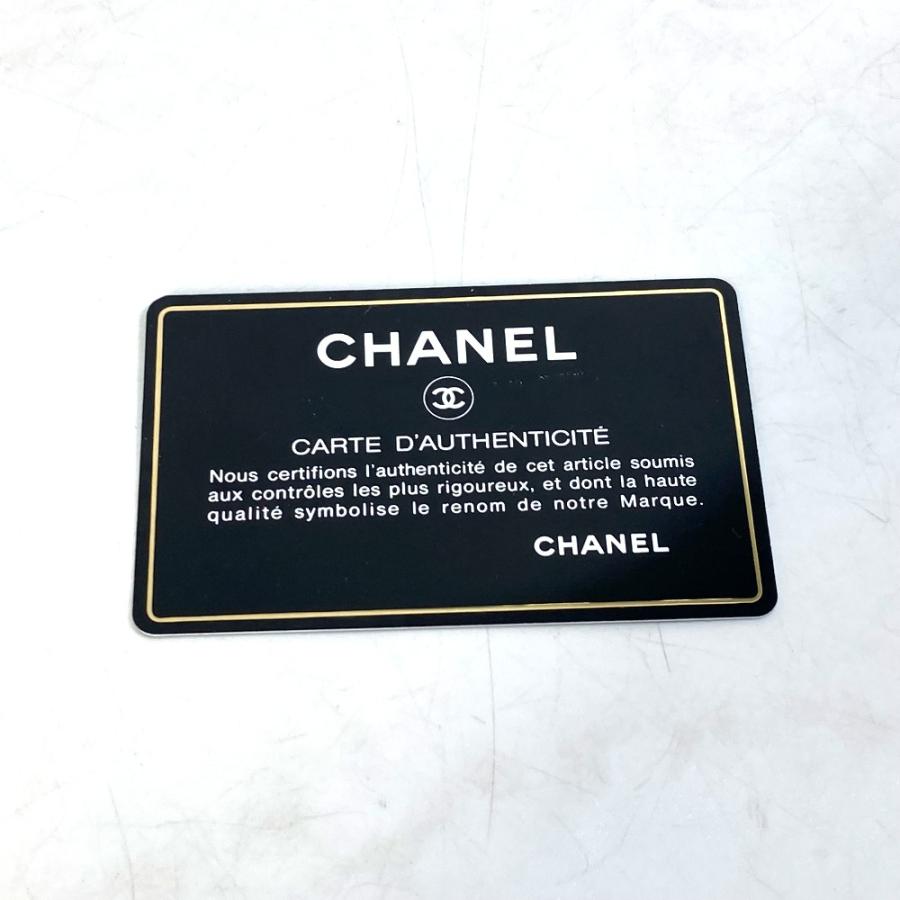 CHANEL
CARTE D'AUTHENTICITÉ
Nous certifions l'authenticité de cet article soumis
aux contrôles les plus rigoureux, et dont la haute
qualité symbolise le renom de notre Marque.
CHANEL